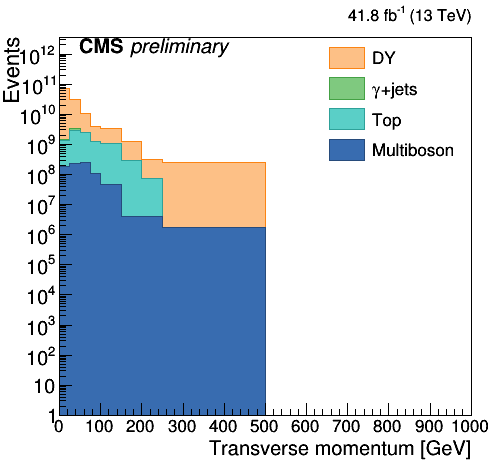 41.8 fb⁻¹ (13 TeV)
CMS preliminary
Events
10¹²
10¹¹
10¹⁰
10⁹
10⁸
10⁷
10⁶
10⁵
10⁴
10³
10²
10
1
DY
γ+jets
Top
Multiboson
0 100 200 300 400 500 600 700 800 900 1000
Transverse momentum [GeV]